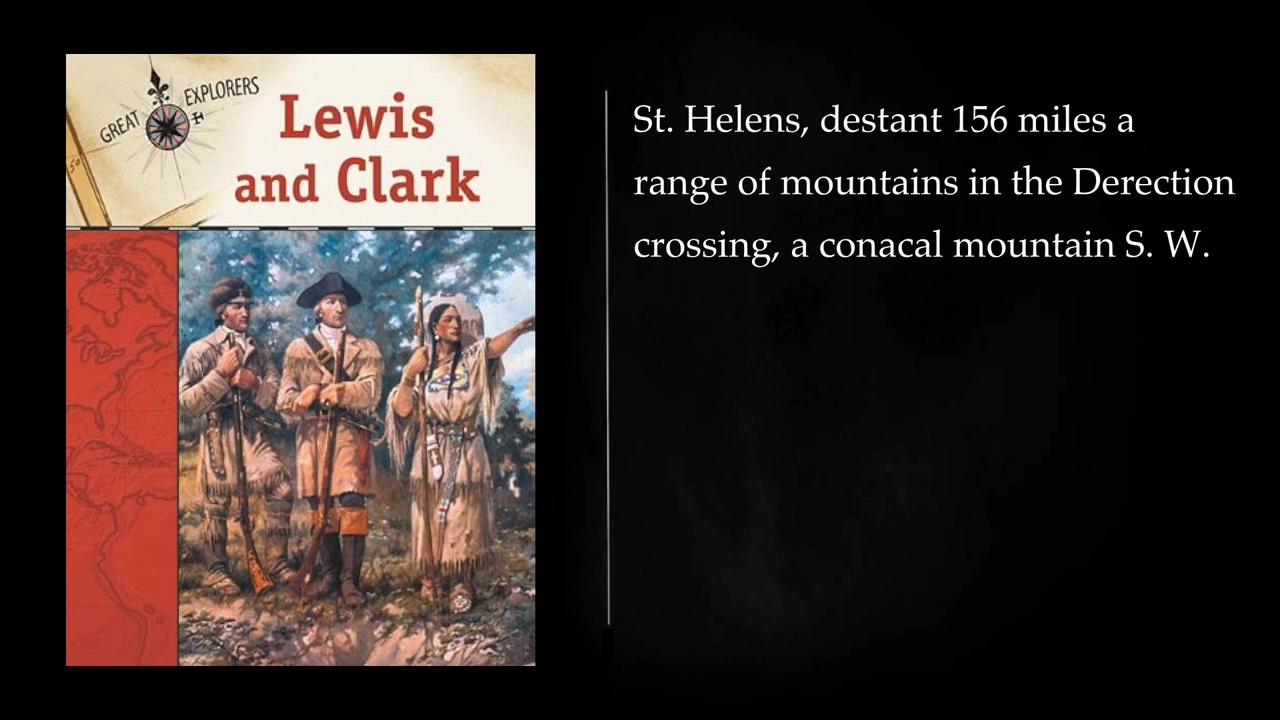 GREAT EXPLORERS
Lewis
and Clark
St. Helens, destant 156 miles a
range of mountains in the Derection
crossing, a conacal mountain S. W.